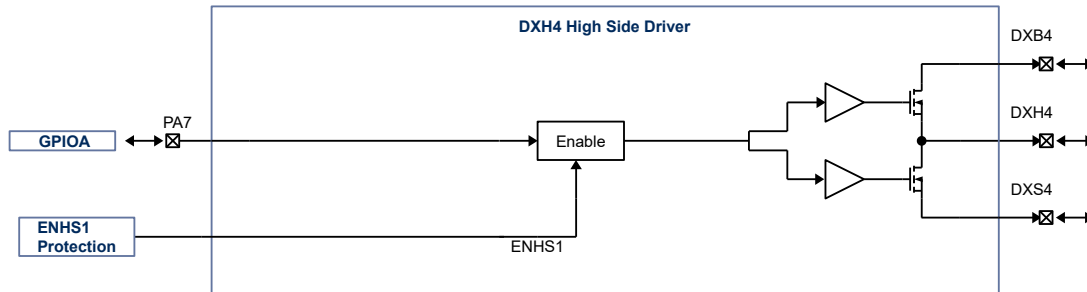 DXH4 High Side Driver
DXB4
PA7
DXH4
GPIOA
Enable
DXS4
ENHS1
Protection
ENHS1